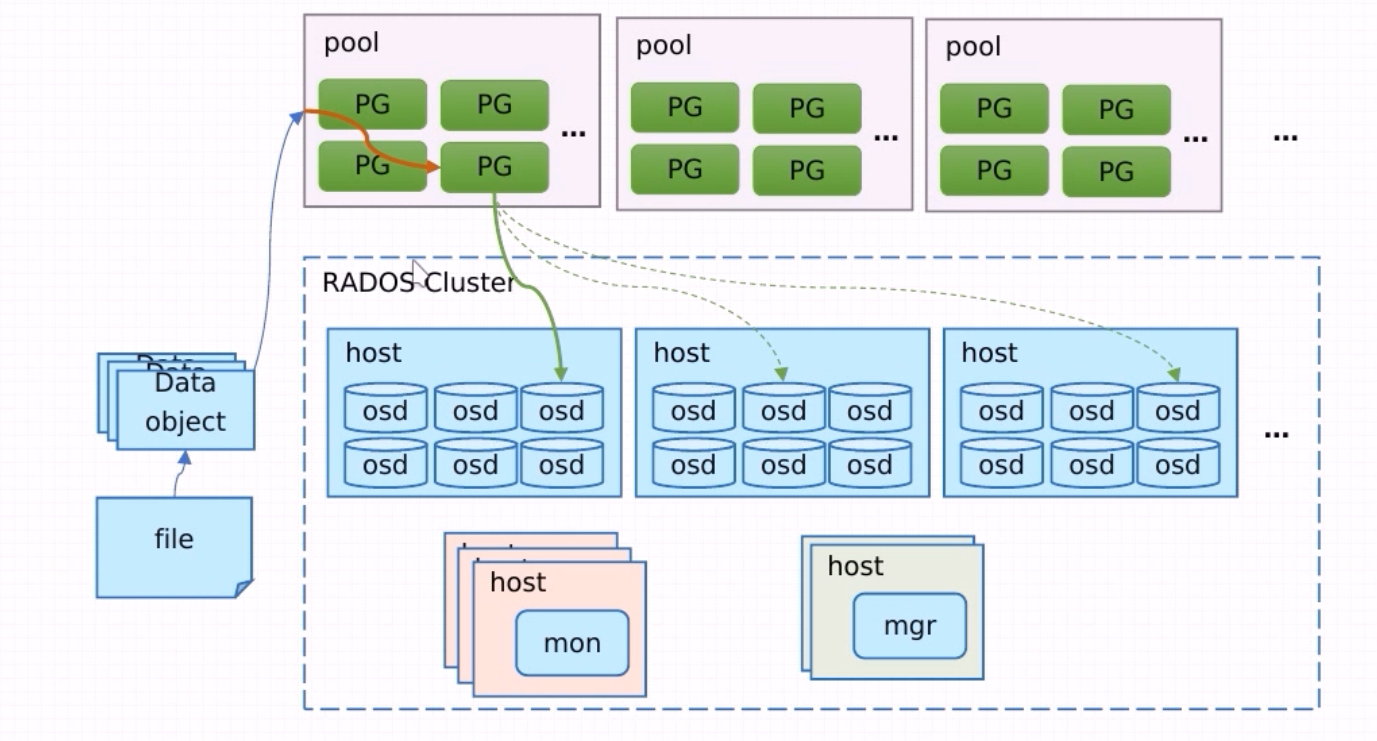 pool
PG PG
...
PG PG
pool
PG PG
...
PG PG
pool
PG PG
...
PG PG
...
RADOS Cluster
host
osd osd osd
osd osd osd
host
osd osd osd
osd osd osd
host
osd osd osd
osd osd osd
...
Data
Data
Data
object
file
host
mon
host
mgr